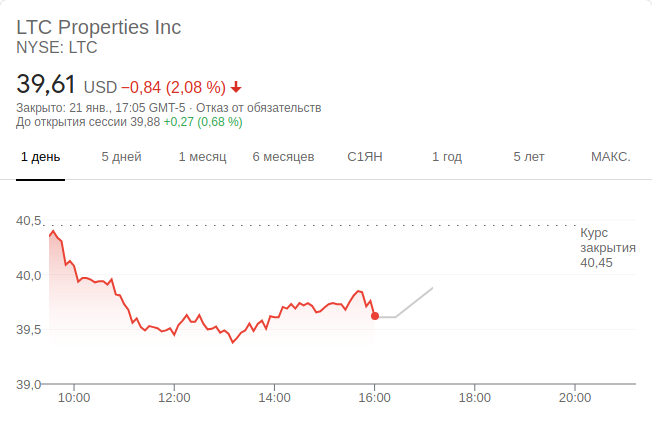 LTC Properties Inc
NYSE: LTC
39,61 USD −0,84 (2,08 %)
Закрыто: 21 янв., 17:05 GMT-5 · Отказ от обязательств
До открытия сессии 39,88 +0,27 (0,68 %)
1 день 5 дней 1 месяц 6 месяцев С1ЯН 1 год 5 лет МАКС.
40,5
Курс
закрытия
40,45
40,0
39,5
39,0
10:00 12:00 14:00 16:00 18:00 20:00